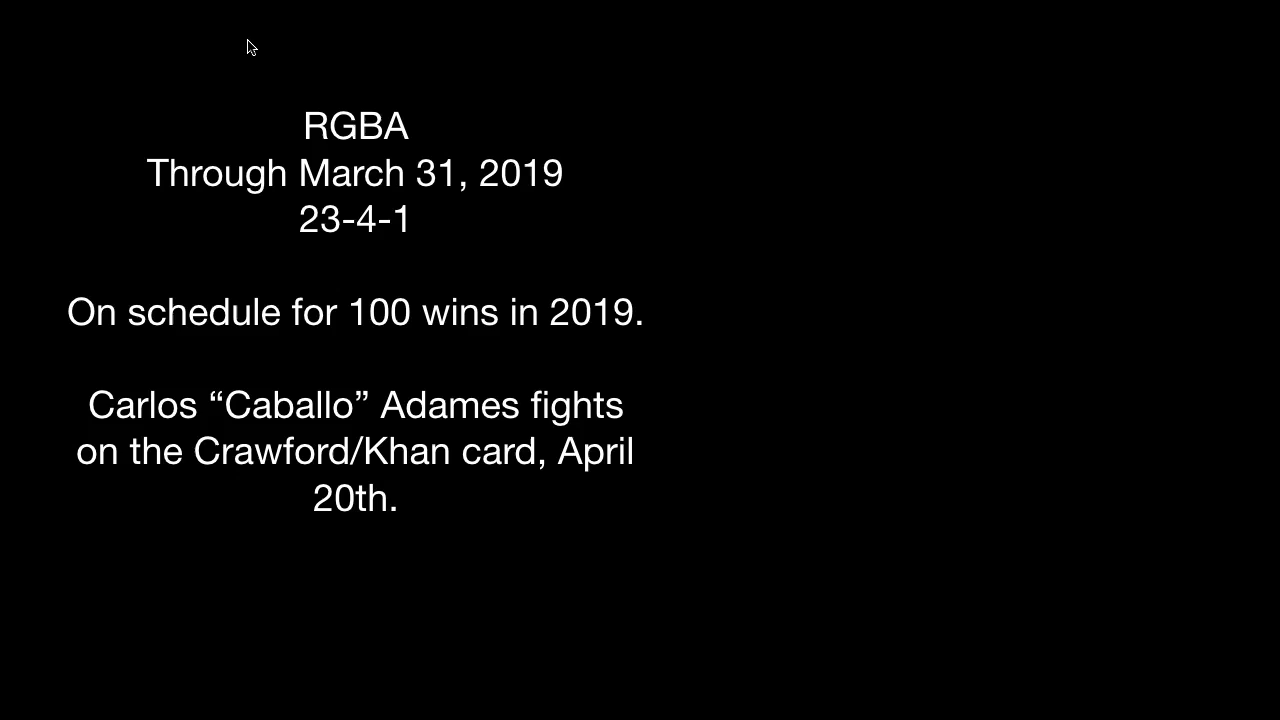 RGBA
Through March 31, 2019
23-4-1
On schedule for 100 wins in 2019.
Carlos “Caballo” Adames fights
on the Crawford/Khan card, April
20th.